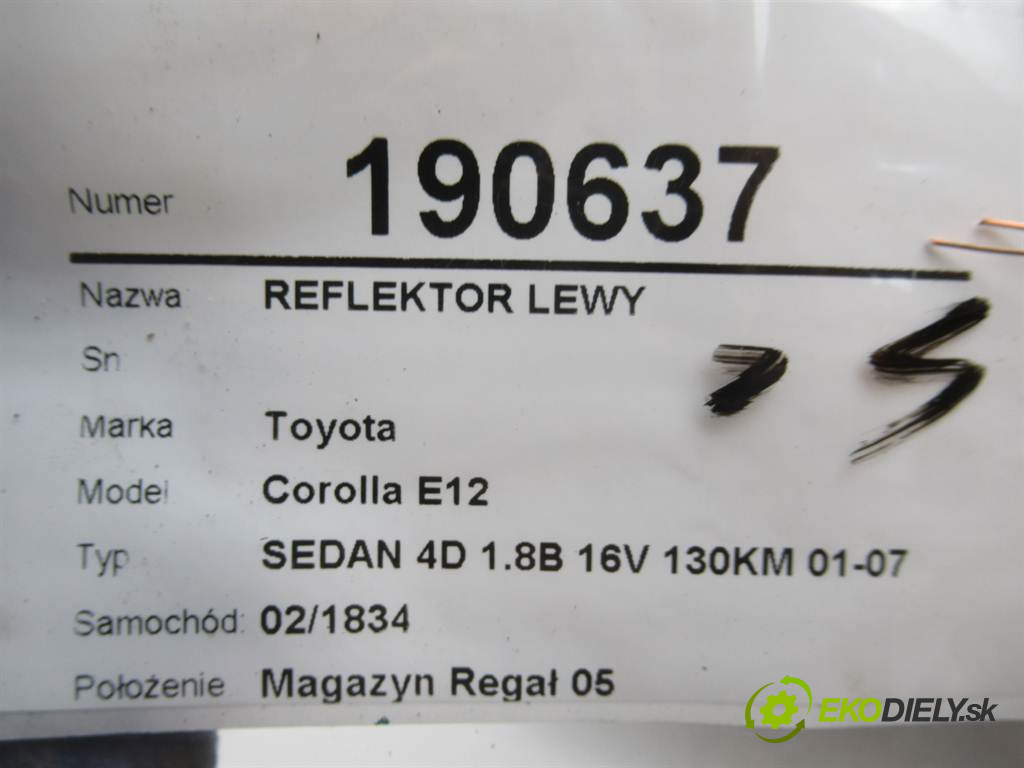 Numer 190637
Nazwa REFLEKTOR LEWY
Sn
Marka Toyota
Model Corolla E12
Typ SEDAN 4D 1.8B 16V 130KM 01-07
Samochód: 02/1834
Położenie Magazyn Regał 05
EKODIELY.sk